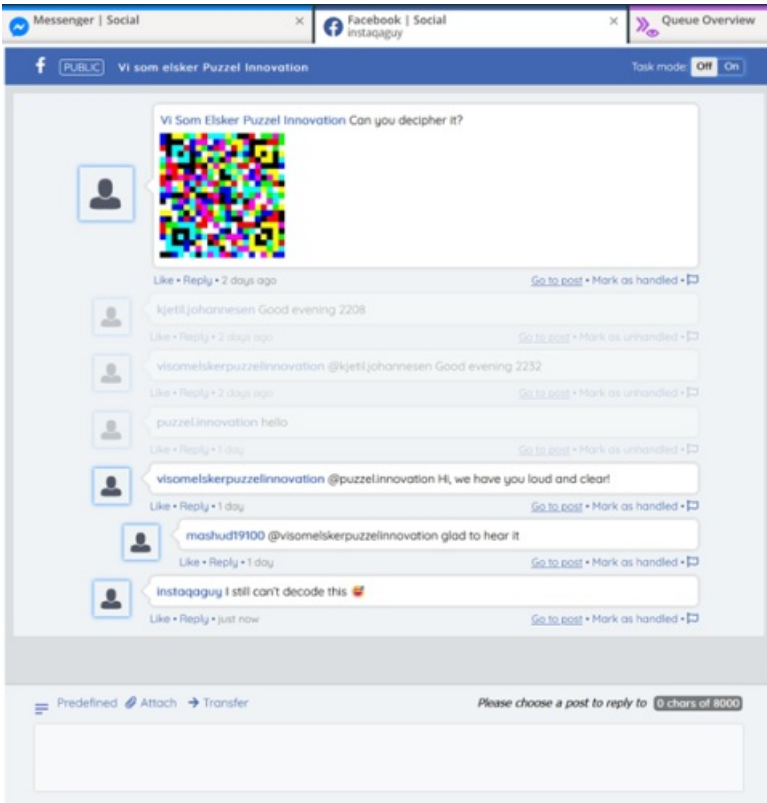 Messenger | Social ×
Facebook | Social ×
instaqaguy
Queue Overview
f PUBLIC Vi som elsker Puzzel Innovation Task mode: Off On
Vi Som Elsker Puzzel Innovation Can you decipher it?
Like • Reply • 2 days ago Go to post • Mark as handled •
kjetil.johannesen Good evening 2208
Like • Reply • 2 days ago Go to post • Mark as unhandled •
visomelskerpuzzelinnovation @kjetil.johannesen Good evening 2232
Like • Reply • 2 days ago Go to post • Mark as unhandled •
puzzel.innovation hello
Like • Reply • 1 day Go to post • Mark as unhandled •
visomelskerpuzzelinnovation @puzzel.innovation Hi, we have you loud and clear!
Like • Reply • 1 day Go to post • Mark as handled •
mashud19100 @visomelskerpuzzelinnovation glad to hear it
Like • Reply • 1 day Go to post • Mark as handled •
instaqaguy I still can't decode this 😅
Like • Reply • just now Go to post • Mark as handled •
Predefined Attach Transfer Please choose a post to reply to 0 chars of 8000